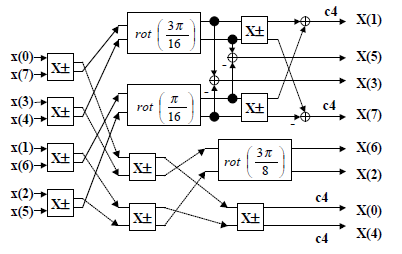 c4
X(1)
rot (3π/16)
X±
x(0)
x(7)
X±
X(5)
-
X(3)
x(3)
x(4)
X±
rot (π/16)
-
X±
c4
X(7)
-
x(1)
x(6)
X±
X±
rot (3π/8)
X(6)
X(2)
x(2)
x(5)
X±
X±
X±
c4
X(0)
c4
X(4)